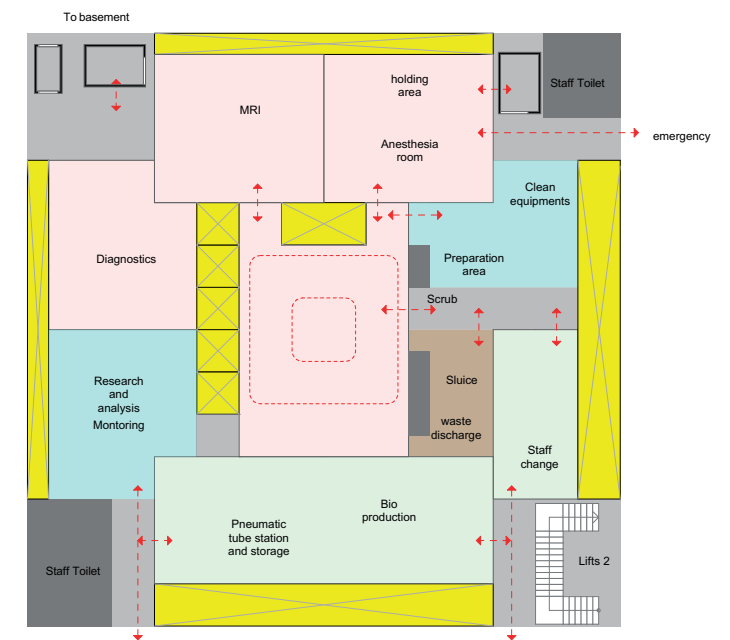 To basement
holding
area
Staff Toilet
MRI
emergency
Anesthesia
room
Clean
equipments
Diagnostics
Preparation
area
Scrub
Research
and
analysis
Montoring
Sluice
waste
discharge
Staff
change
Bio
production
Pneumatic
tube station
and storage
Lifts 2
Staff Toilet